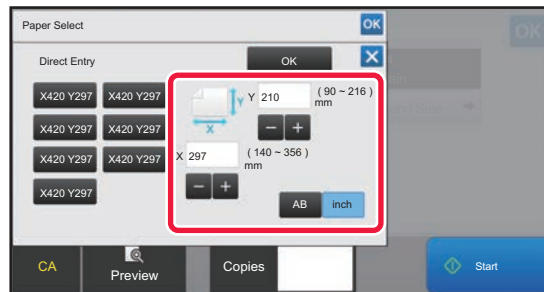 Paper Select
OK
OK
Direct Entry
OK
X420 Y297
X420 Y297
Y
210
( 90 ~ 216 )
mm
Y
X
X420 Y297
X420 Y297
- +
X420 Y297
X420 Y297
X
297
( 140 ~ 356 )
mm
X420 Y297
- +
AB
inch
CA
Preview
Copies
Start